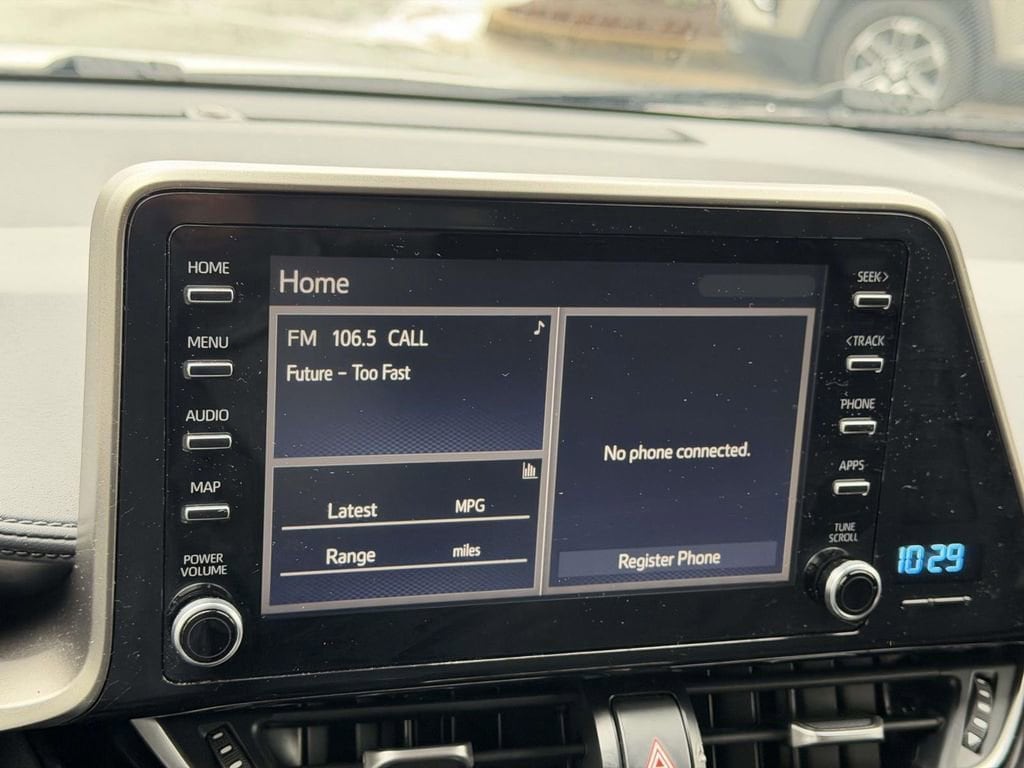 HOME
MENU
AUDIO
MAP
POWER
VOLUME
Home
FM 106.5 CALL
Future – Too Fast
Latest MPG
Range miles
No phone connected.
Register Phone
SEEK>
<TRACK
PHONE
APPS
TUNE
SCROLL
10:29